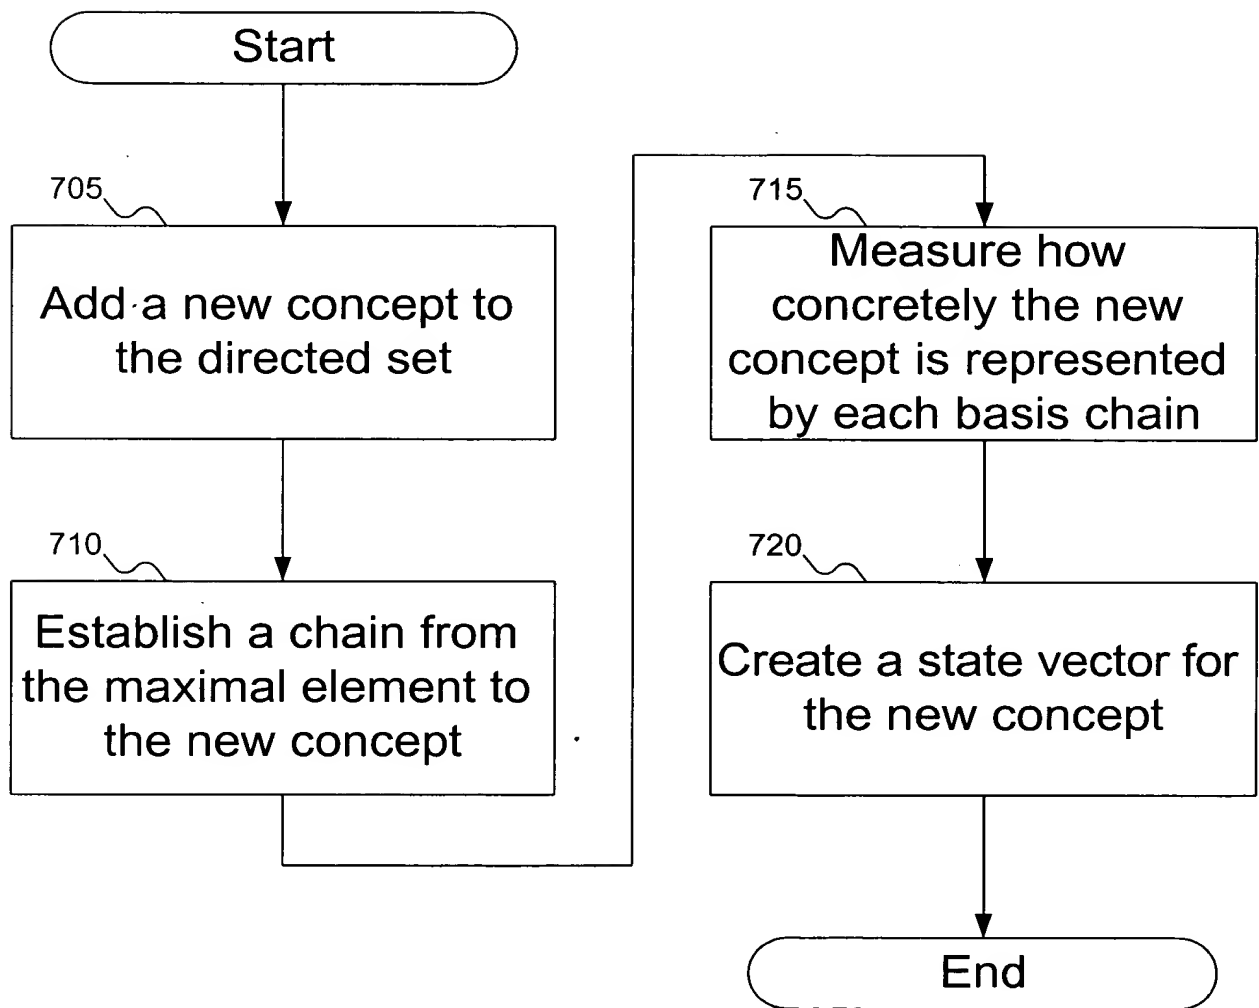 Start
705
Add a new concept to
the directed set
710
Establish a chain from
the maximal element to
the new concept
715
Measure how
concretely the new
concept is represented
by each basis chain
720
Create a state vector for
the new concept
End